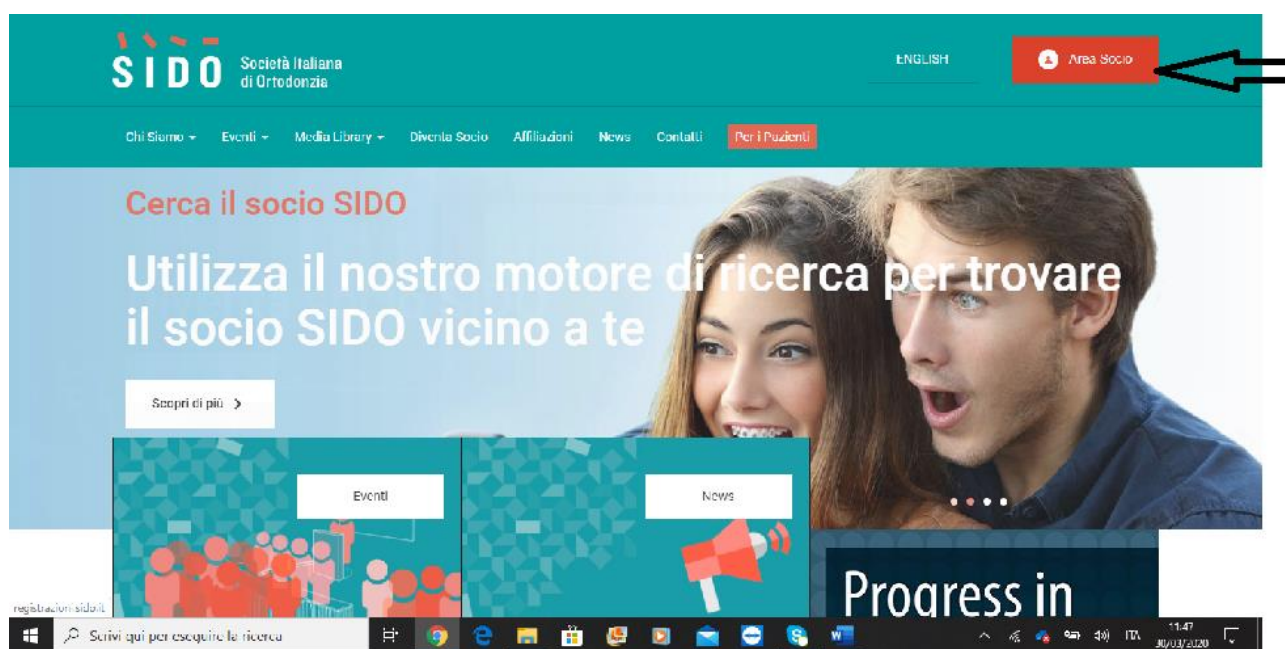 SIDO
Società Italiana
di Ortodonzia
ENGLISH
Area Socio
Chi Siamo
Eventi
Media Library
Diventa Socio
Affiliazioni
News
Contatti
Per i Pazienti
Cerca il socio SIDO
Utilizza il nostro motore di ricerca per trovare
il socio SIDO vicino a te
Scopri di più
Eventi
News
Progress in
registrazioni.sido.it
Scrivi qui per eseguire la ricerca
ITA
11:47
30/03/2020